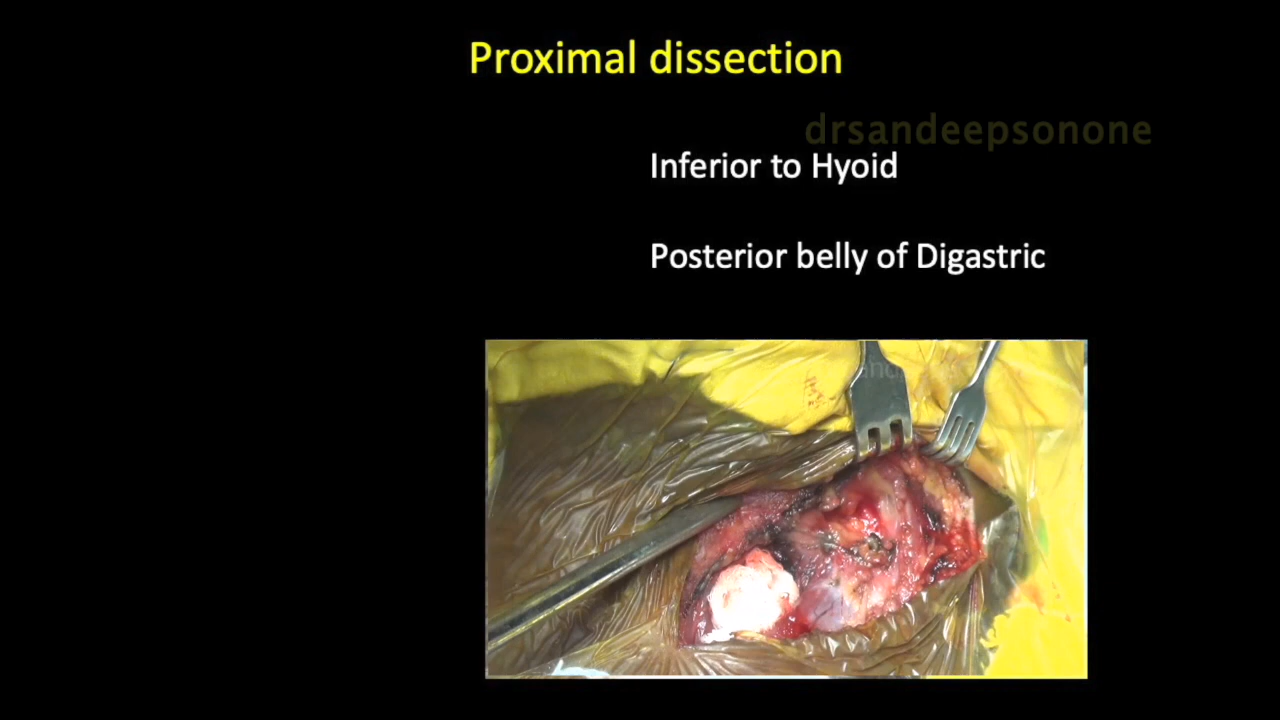 Proximal dissection
drsandeepsonone
Inferior to Hyoid
Posterior belly of Digastric